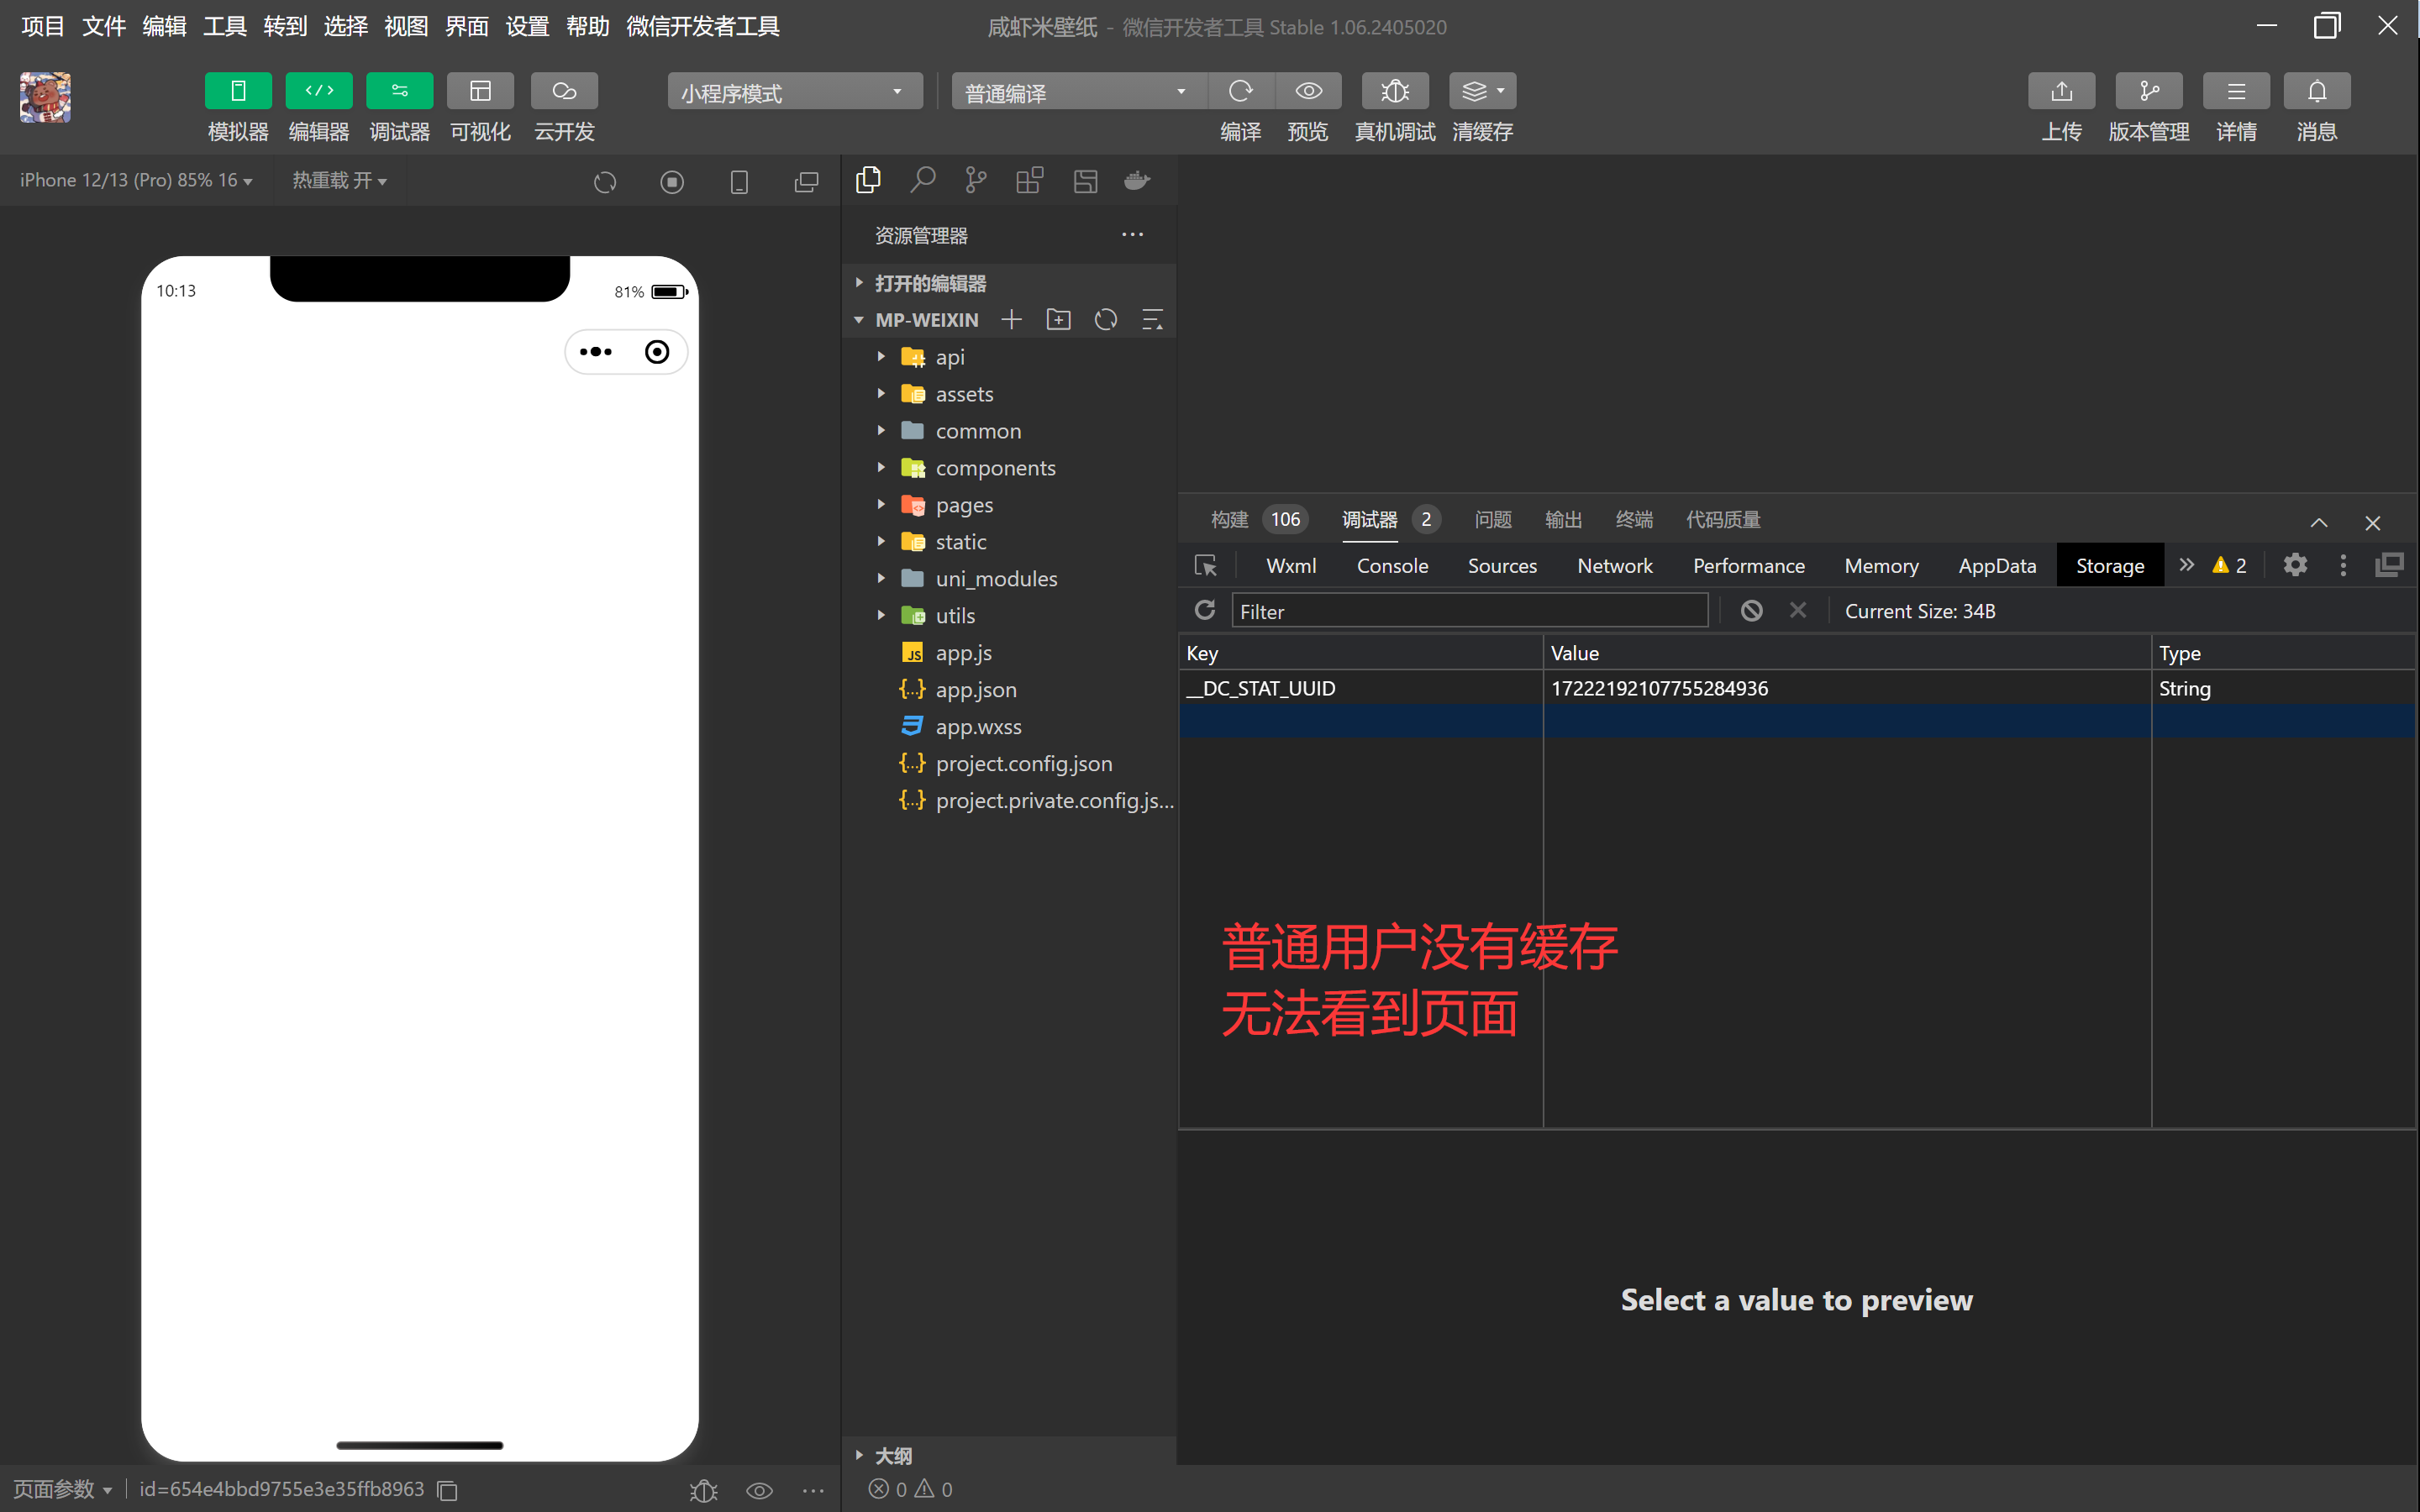 项目 文件 编辑 工具 转到 选择 视图 界面 设置 帮助 微信开发者工具
咸虾米壁纸 - 微信开发者工具 Stable 1.06.2405020
模拟器 编辑器 调试器 可视化 云开发
小程序模式
普通编译
编译 预览 真机调试 清缓存
上传 版本管理 详情 消息
iPhone 12/13 (Pro) 85% 16
热重载 开
10:13
81%
资源管理器
打开的编辑器
MP-WEIXIN
api
assets
common
components
pages
static
uni_modules
utils
JS app.js
{..} app.json
app.wxss
{..} project.config.json
{..} project.private.config.js...
大纲
构建 106 调试器 2 问题 输出 终端 代码质量
Wxml Console Sources Network Performance Memory AppData Storage 2
Filter
Current Size: 34B
Key Value Type
__DC_STAT_UUID 17222192107755284936 String
普通用户没有缓存
无法看到页面
Select a value to preview
页面参数 id=654e4bbd9755e3e35ffb8963
0 0